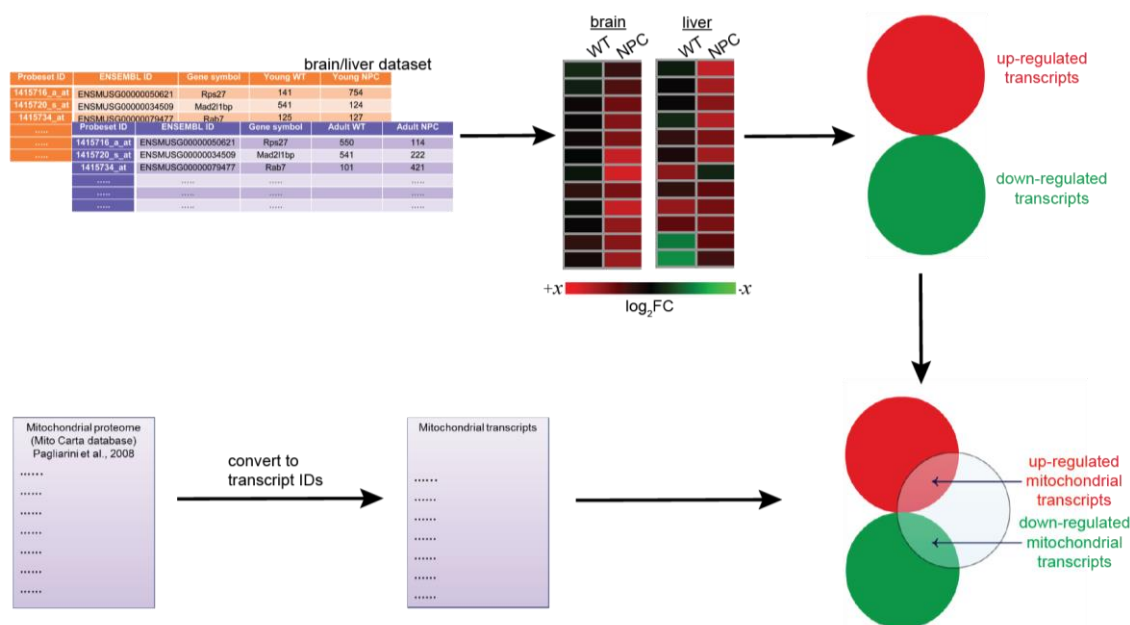 brain/liver dataset
Probeset ID ENSEMBL ID Gene symbol Young WT Young NPC
1415716_a_at ENSMUSG00000050621 Rps27 141 754
1415720_s_at ENSMUSG00000034509 Mad2l1bp 541 124
1415734_at ENSMUSG00000079477 Rab7 125 127
.....
.....
Probeset ID ENSEMBL ID Gene symbol Adult WT Adult NPC
1415716_a_at ENSMUSG00000050621 Rps27 550 114
1415720_s_at ENSMUSG00000034509 Mad2l1bp 541 222
1415734_at ENSMUSG00000079477 Rab7 101 421
..... ..... ..... ..... .....
..... ..... ..... ..... .....
..... ..... ..... ..... .....
brain liver
WT NPC WT NPC
+x -x
log2FC
up-regulated
transcripts
down-regulated
transcripts
Mitochondrial proteome
(Mito Carta database)
Pagliarini et al., 2008
......
......
......
......
......
......
......
convert to
transcript IDs
Mitochondrial transcripts
......
......
......
......
......
......
......
up-regulated
mitochondrial
transcripts
down-regulated
mitochondrial
transcripts